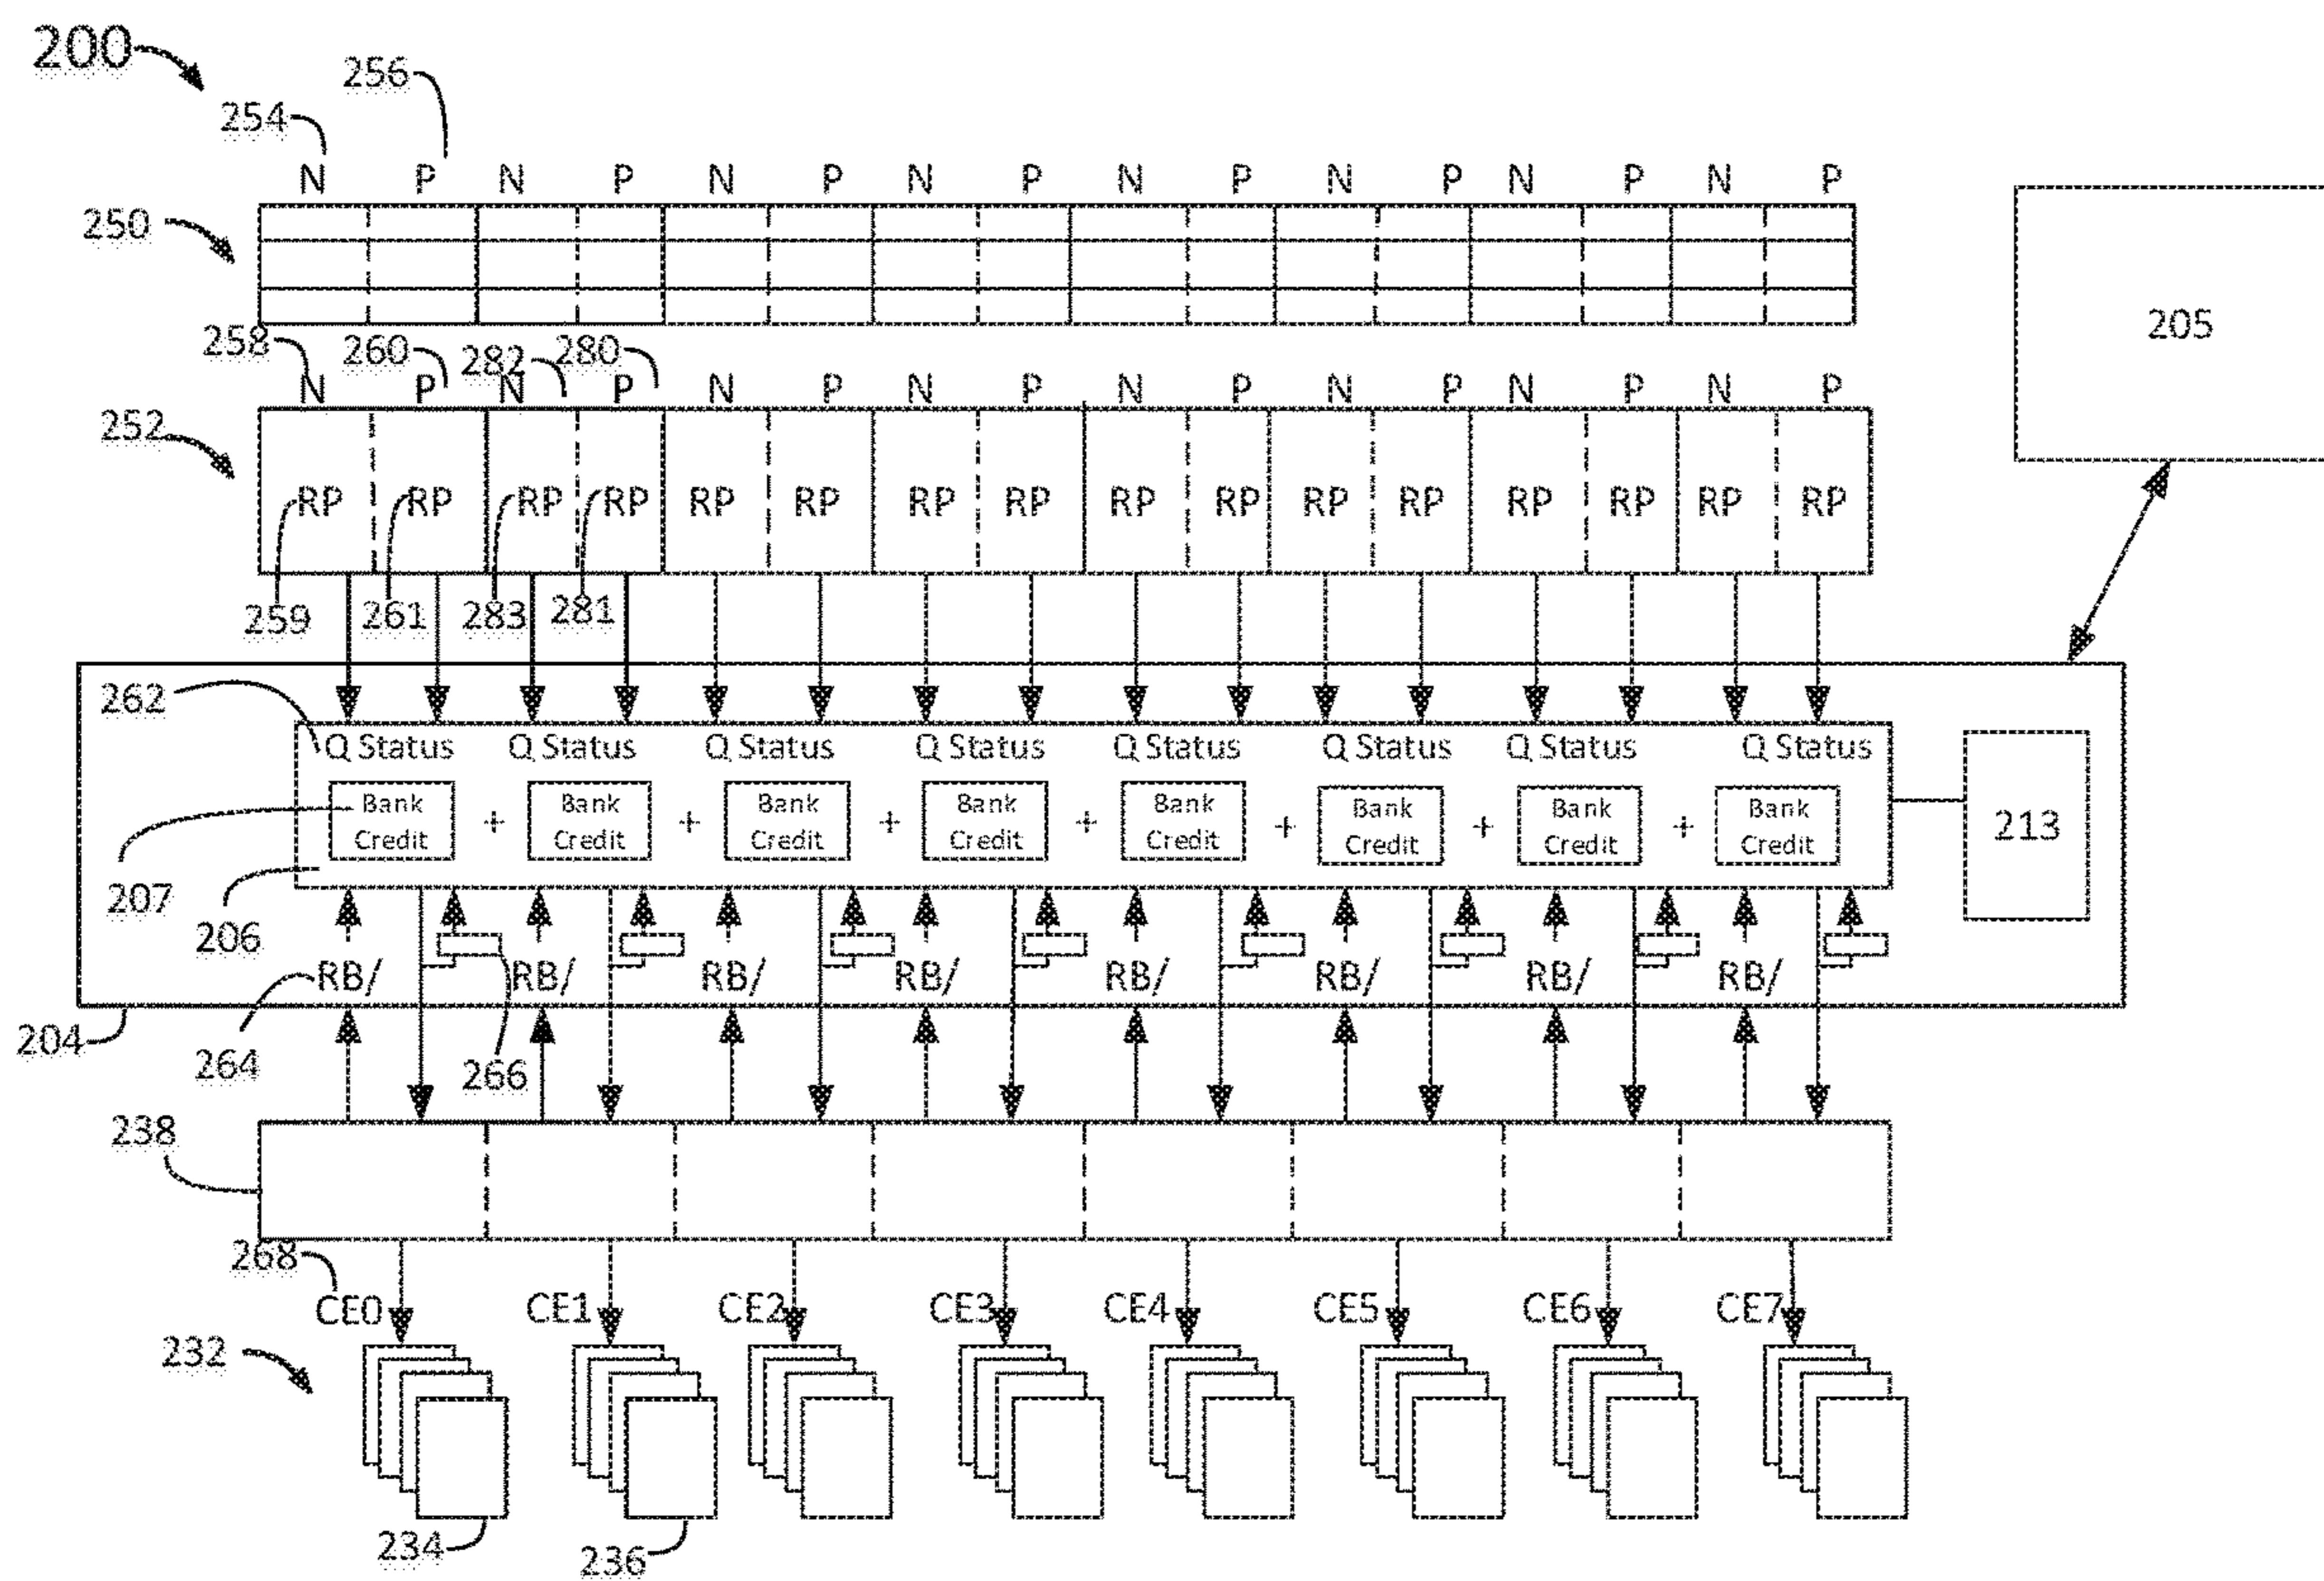 200
256
254
N P N P N P N P N P N P N P N P
250
205
258 260 282 280
N P N P N P N P N P N P N P N P
252
RP RP RP RP RP RP RP RP RP RP RP RP RP RP RP RP
259 261 283 281
262
Q Status Q Status Q Status Q Status Q Status Q Status Q Status Q Status
Bank Bank Bank Bank Bank Bank Bank Bank
+ + + + + + +
Credit Credit Credit Credit Credit Credit Credit Credit
213
207
206
RB/ RB/ RB/ RB/ RB/ RB/ RB/ RB/
204
264 266
238
268
CE0 CE1 CE2 CE3 CE4 CE5 CE6 CE7
232
234 236